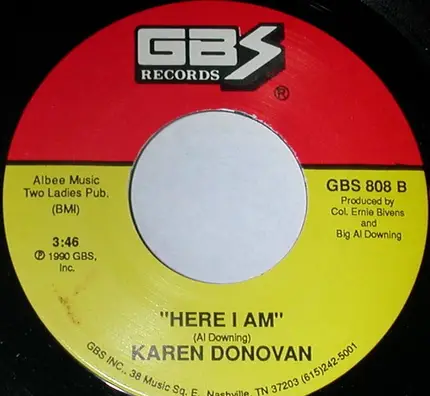 GBS
RECORDS
®
Albee Music
Two Ladies Pub.
(BMI)
3:46
℗ 1990 GBS,
Inc.
GBS 808 B
Produced by
Col. Ernie Bivens
and
Big Al Downing
"HERE I AM"
(Al Downing)
KAREN DONOVAN
GBS INC., 38 Music Sq. E., Nashville, TN 37203 (615)242-5001